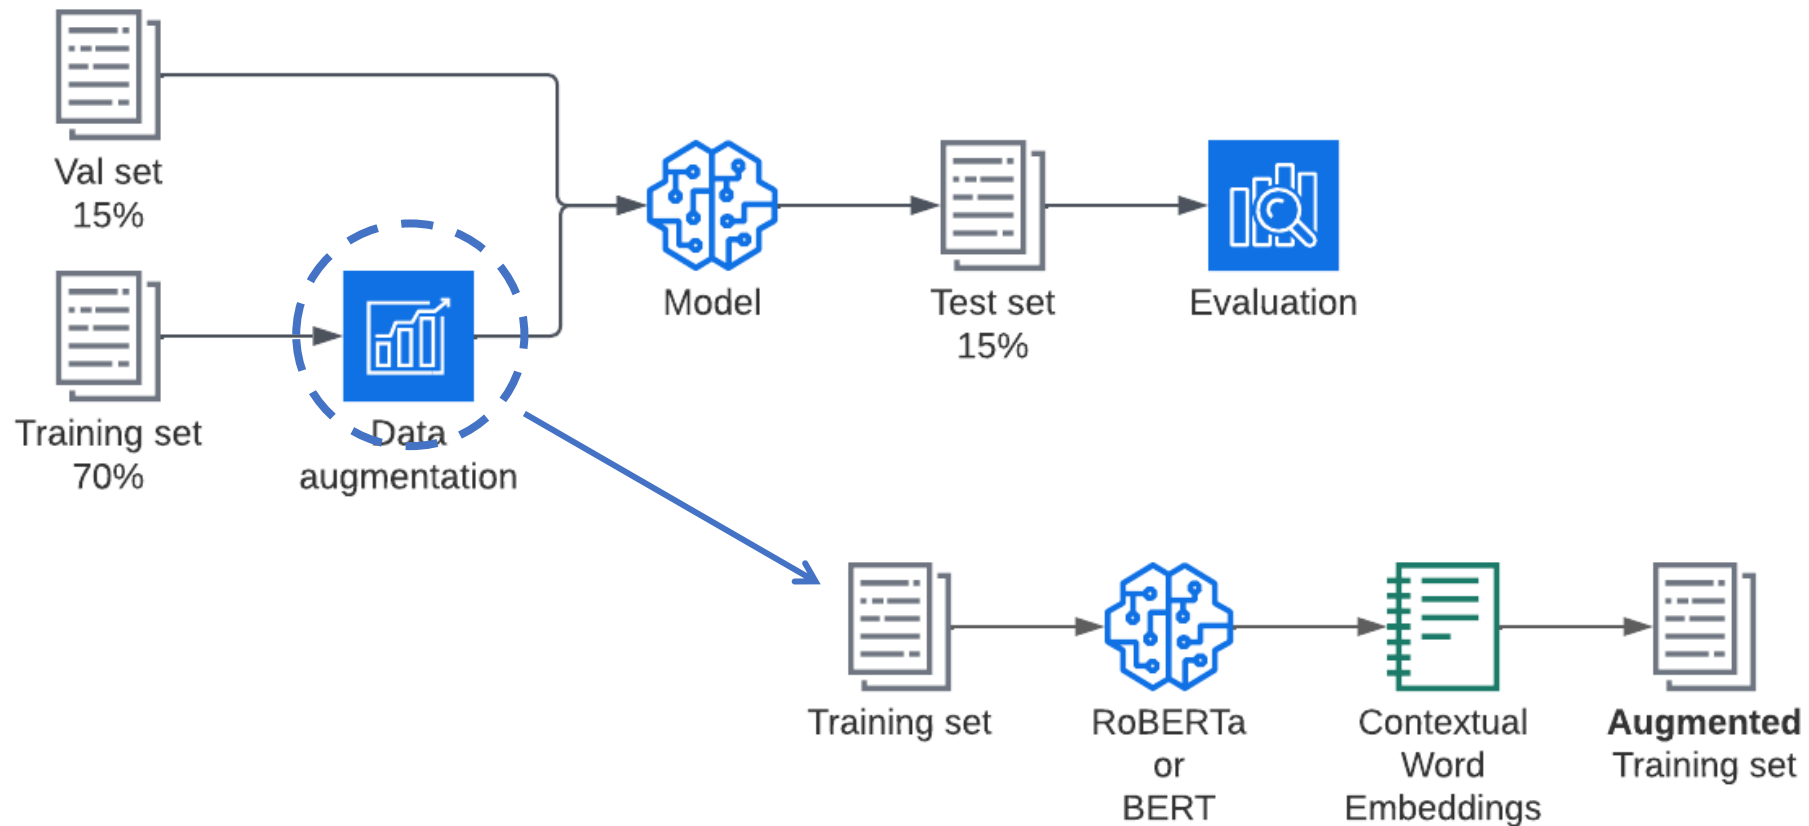 Val set
15%
Training set
70%
Data
augmentation
Model
Test set
15%
Evaluation
Training set
RoBERTa
or
BERT
Contextual
Word
Embeddings
Augmented
Training set